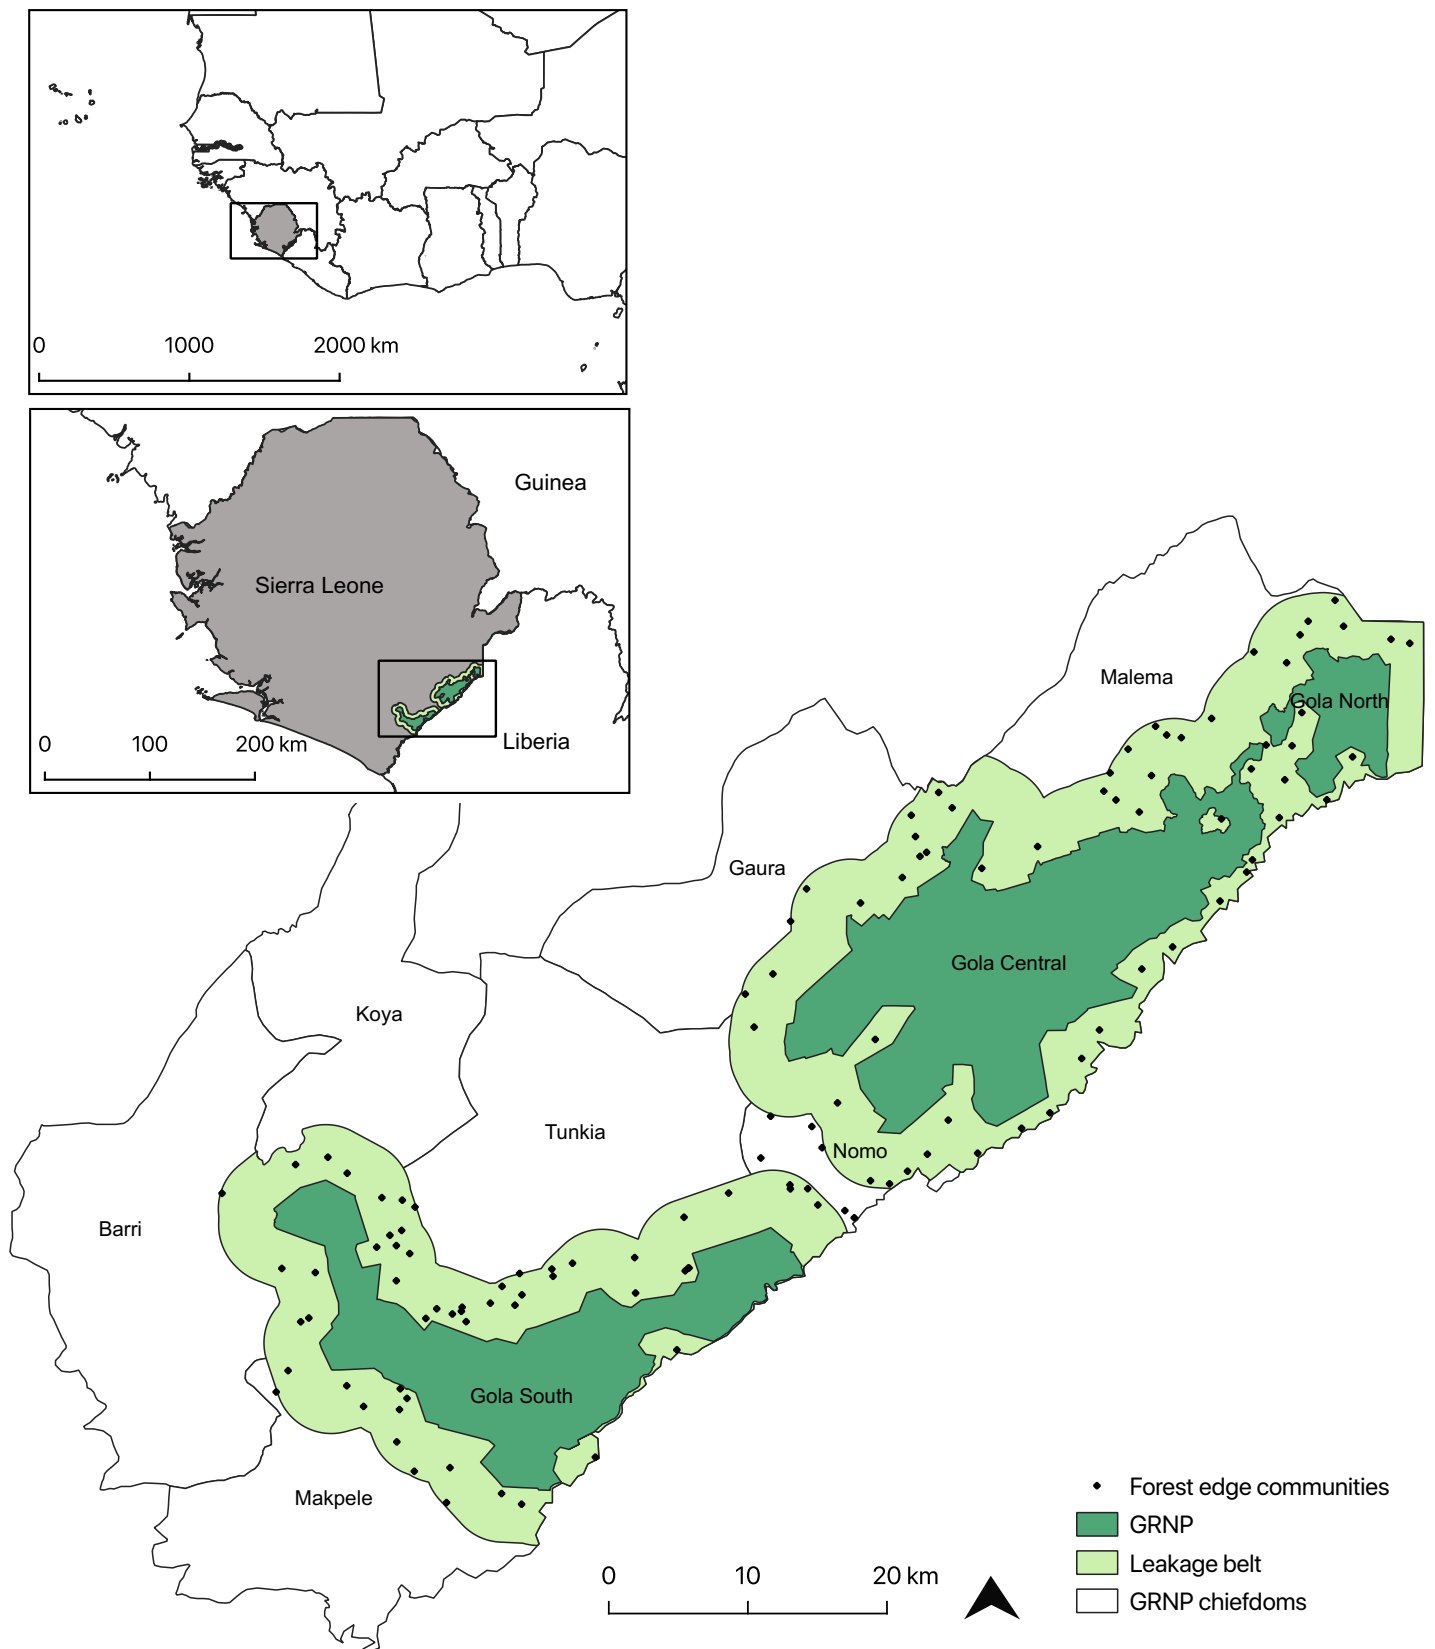 0 1000 2000 km
Guinea
Sierra Leone
0 100 200 km
Liberia
Malema
Gola North
Gaura
Gola Central
Koya
Tunkia
Nomo
Barri
Gola South
Makpele
Forest edge communities
GRNP
Leakage belt
GRNP chiefdoms
0 10 20 km